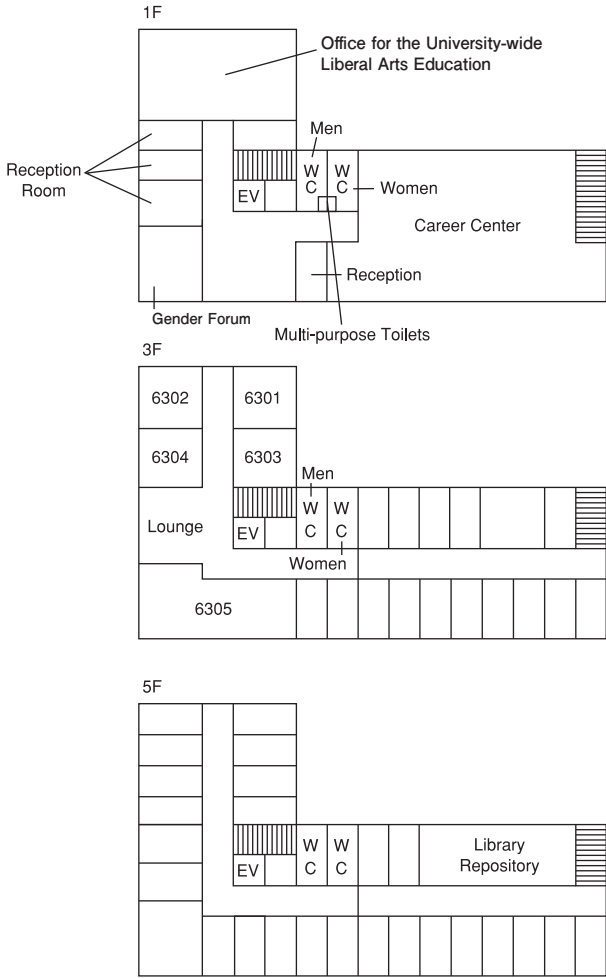 1F
Office for the University-wide
Liberal Arts Education
Men
Reception
Room
W
C
W
C
EV
Women
Career Center
Reception
Gender Forum
Multi-purpose Toilets
3F
6302
6301
6304
6303
Men
Lounge
W
C
W
C
EV
Women
6305
5F
W
C
W
C
EV
Library
Repository